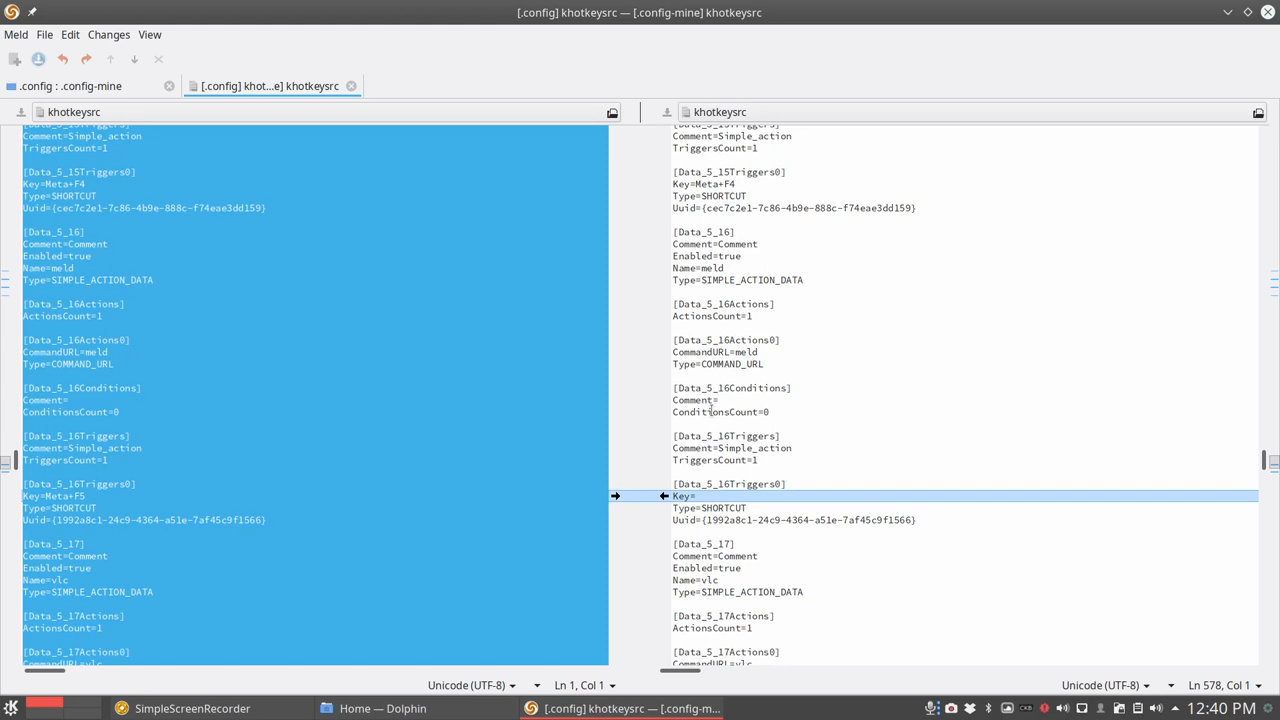 [.config] khotkeysrc — [.config-mine] khotkeysrc
Meld File Edit Changes View
.config : .config-mine
[.config] khot...e] khotkeysrc
khotkeysrc
khotkeysrc
[Data_5_15Triggers]
Comment=Simple_action
TriggersCount=1
[Data_5_15Triggers0]
Key=Meta+F4
Type=SHORTCUT
Uuid={cec7c2e1-7c86-4b9e-888c-f74eae3dd159}
[Data_5_16]
Comment=Comment
Enabled=true
Name=meld
Type=SIMPLE_ACTION_DATA
[Data_5_16Actions]
ActionsCount=1
[Data_5_16Actions0]
CommandURL=meld
Type=COMMAND_URL
[Data_5_16Conditions]
Comment=
ConditionsCount=0
[Data_5_16Triggers]
Comment=Simple_action
TriggersCount=1
[Data_5_16Triggers0]
Key=Meta+F5
Type=SHORTCUT
Uuid={1992a8c1-24c9-4364-a51e-7af45c9f1566}
[Data_5_17]
Comment=Comment
Enabled=true
Name=vlc
Type=SIMPLE_ACTION_DATA
[Data_5_17Actions]
ActionsCount=1
[Data_5_17Actions0]
CommandURL=vlc
[Data_5_15Triggers]
Comment=Simple_action
TriggersCount=1
[Data_5_15Triggers0]
Key=Meta+F4
Type=SHORTCUT
Uuid={cec7c2e1-7c86-4b9e-888c-f74eae3dd159}
[Data_5_16]
Comment=Comment
Enabled=true
Name=meld
Type=SIMPLE_ACTION_DATA
[Data_5_16Actions]
ActionsCount=1
[Data_5_16Actions0]
CommandURL=meld
Type=COMMAND_URL
[Data_5_16Conditions]
Comment=
ConditionsCount=0
[Data_5_16Triggers]
Comment=Simple_action
TriggersCount=1
[Data_5_16Triggers0]
Key=
Type=SHORTCUT
Uuid={1992a8c1-24c9-4364-a51e-7af45c9f1566}
[Data_5_17]
Comment=Comment
Enabled=true
Name=vlc
Type=SIMPLE_ACTION_DATA
[Data_5_17Actions]
ActionsCount=1
[Data_5_17Actions0]
CommandURL=vlc
Unicode (UTF-8) Ln 1, Col 1
Unicode (UTF-8) Ln 578, Col 1
SimpleScreenRecorder
Home — Dolphin
[.config] khotkeysrc — [.config-m...
12:40 PM